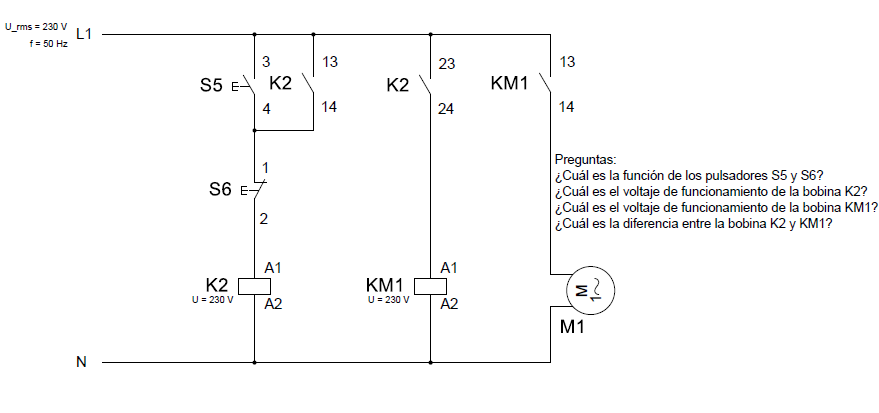 U_rms = 230 V
f = 50 Hz
L1
3
13
23
13
S5
K2
K2
KM1
4
14
24
14
Preguntas:
¿Cuál es la función de los pulsadores S5 y S6?
¿Cuál es el voltaje de funcionamiento de la bobina K2?
¿Cuál es el voltaje de funcionamiento de la bobina KM1?
¿Cuál es la diferencia entre la bobina K2 y KM1?
1
S6
2
A1
A1
K2
U = 230 V
KM1
U = 230 V
A2
A2
M
1
M1
N